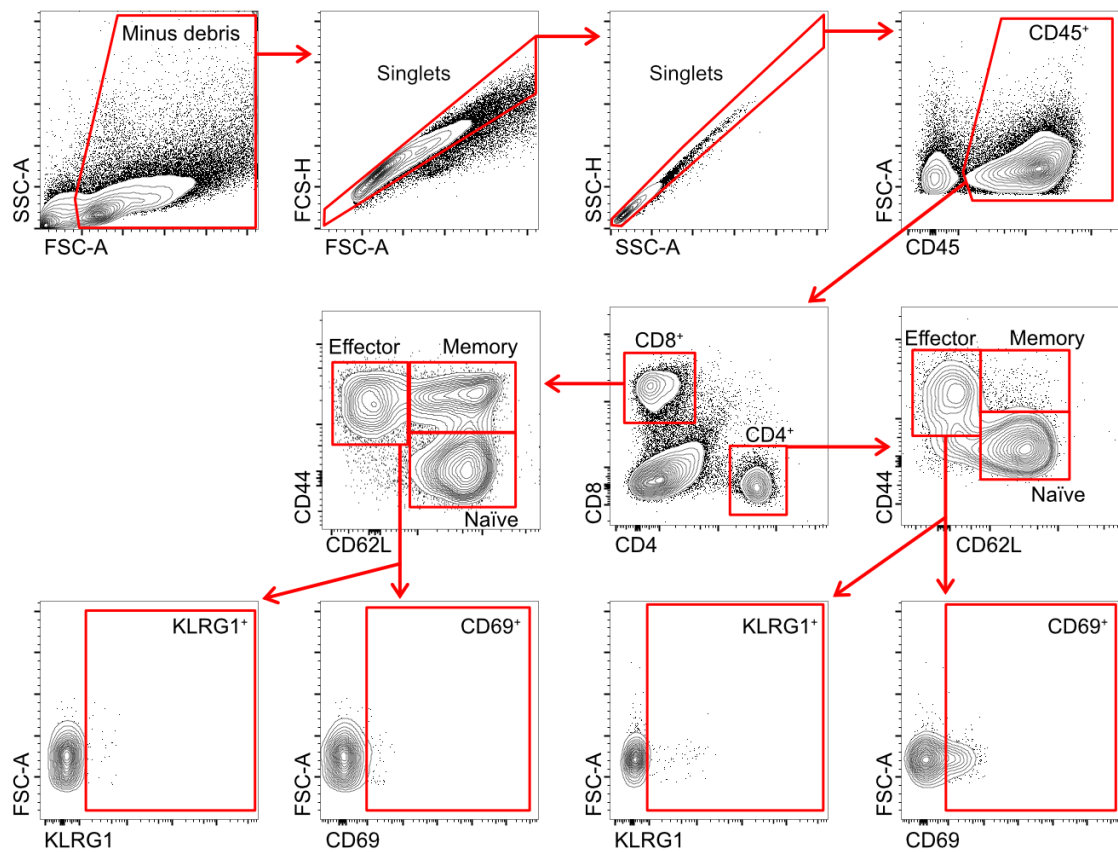 Minus debris
SSC-A
FSC-A
Singlets
FCS-H
FSC-A
Singlets
SSC-H
SSC-A
CD45⁺
FSC-A
CD45
Effector
Memory
Naïve
CD44
CD62L
CD8⁺
CD4⁺
CD8
CD4
Effector
Memory
Naïve
CD44
CD62L
KLRG1⁺
FSC-A
KLRG1
CD69⁺
FSC-A
CD69
KLRG1⁺
FSC-A
KLRG1
CD69⁺
FSC-A
CD69